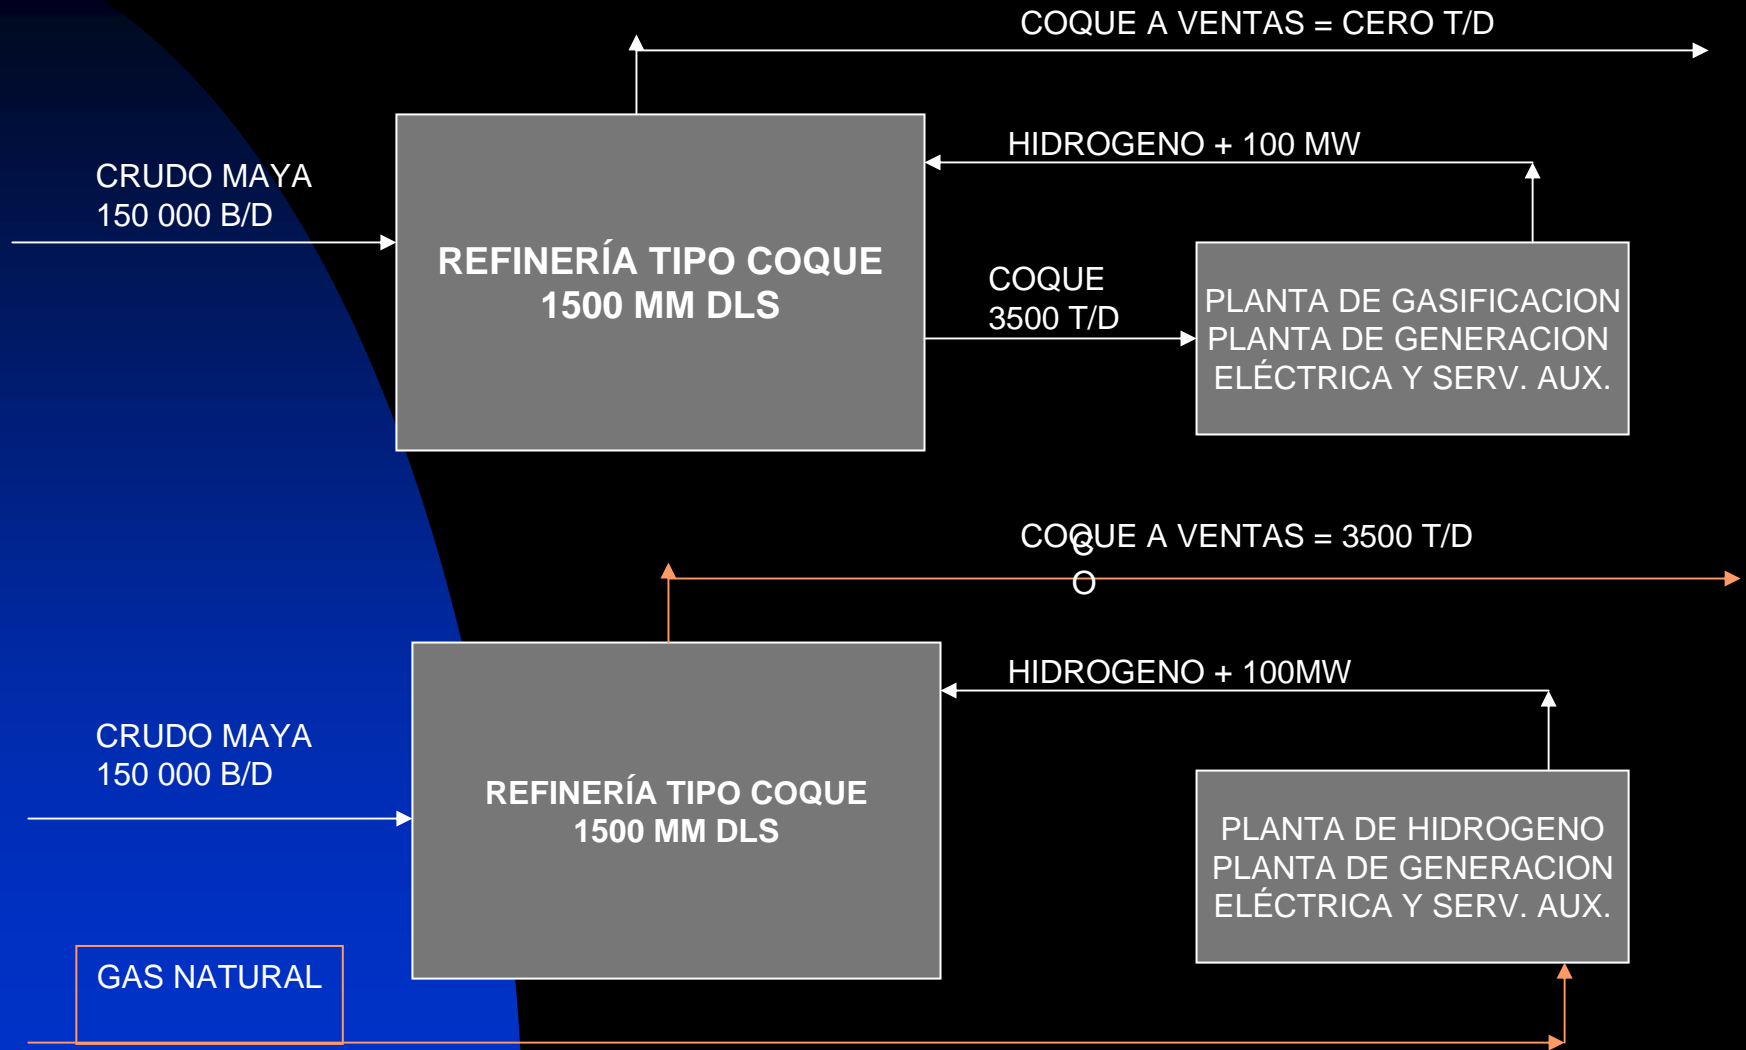 COQUE A VENTAS = CERO T/D
HIDROGENO + 100 MW
CRUDO MAYA
150 000 B/D
REFINERÍA TIPO COQUE
1500 MM DLS
COQUE
3500 T/D
PLANTA DE GASIFICACION
PLANTA DE GENERACION
ELÉCTRICA Y SERV. AUX.
COQUE A VENTAS = 3500 T/D
C
O
HIDROGENO + 100MW
CRUDO MAYA
150 000 B/D
REFINERÍA TIPO COQUE
1500 MM DLS
PLANTA DE HIDROGENO
PLANTA DE GENERACION
ELÉCTRICA Y SERV. AUX.
GAS NATURAL